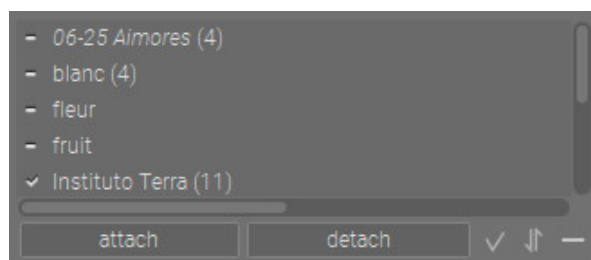 06-25 Aimores (4)
blanc (4)
fleur
fruit
Instituto Terra (11)
attach detach